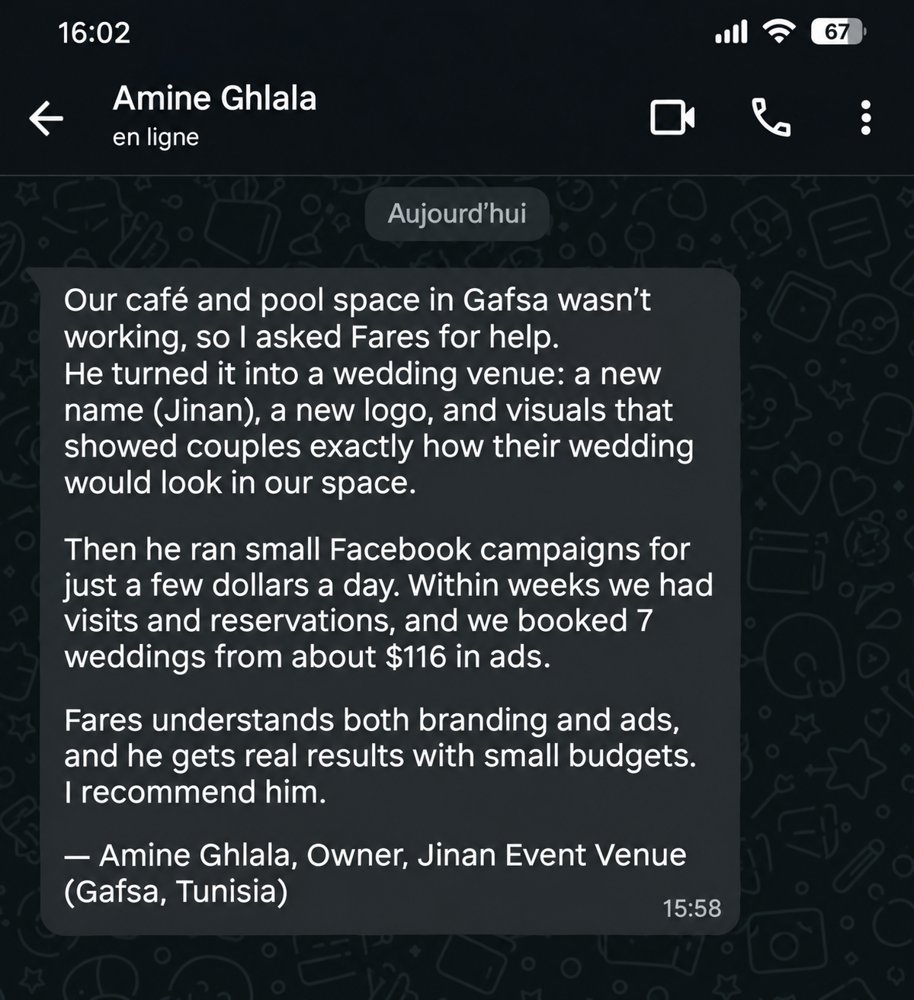 16:02
67
Amine Ghlala
en ligne
Aujourd’hui
Our café and pool space in Gafsa wasn’t
working, so I asked Fares for help.
He turned it into a wedding venue: a new
name (Jinan), a new logo, and visuals that
showed couples exactly how their wedding
would look in our space.
Then he ran small Facebook campaigns for
just a few dollars a day. Within weeks we had
visits and reservations, and we booked 7
weddings from about $116 in ads.
Fares understands both branding and ads,
and he gets real results with small budgets.
I recommend him.
— Amine Ghlala, Owner, Jinan Event Venue
(Gafsa, Tunisia)
15:58